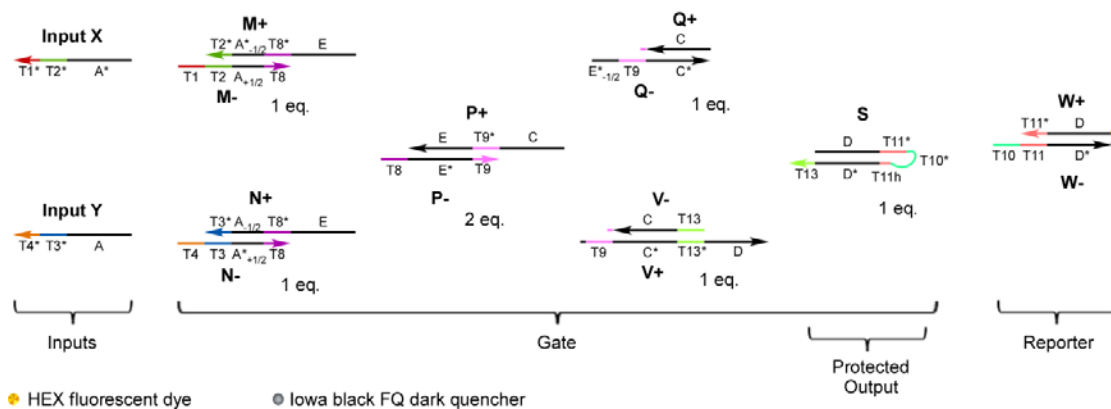 M+
Q+
Input X
T2* A*-1/2 T8* E
C
T1* T2* A*
T1 T2 A+1/2 T8
E*-1/2 T9 C*
M-
1 eq.
Q-
1 eq.
P+
S
W+
E T9* C
D T11*
T11* D
T10*
T8 E* T9
T13 D* T11h
T10 T11 D*
P-
2 eq.
1 eq.
W-
N+
V-
Input Y
T3* A-1/2 T8* E
C T13
T4* T3* A
T4 T3 A*+1/2 T8
T9 C* T13* D
N-
1 eq.
V+
1 eq.
Inputs
Gate
Reporter
Protected
Output
HEX fluorescent dye
Iowa black FQ dark quencher